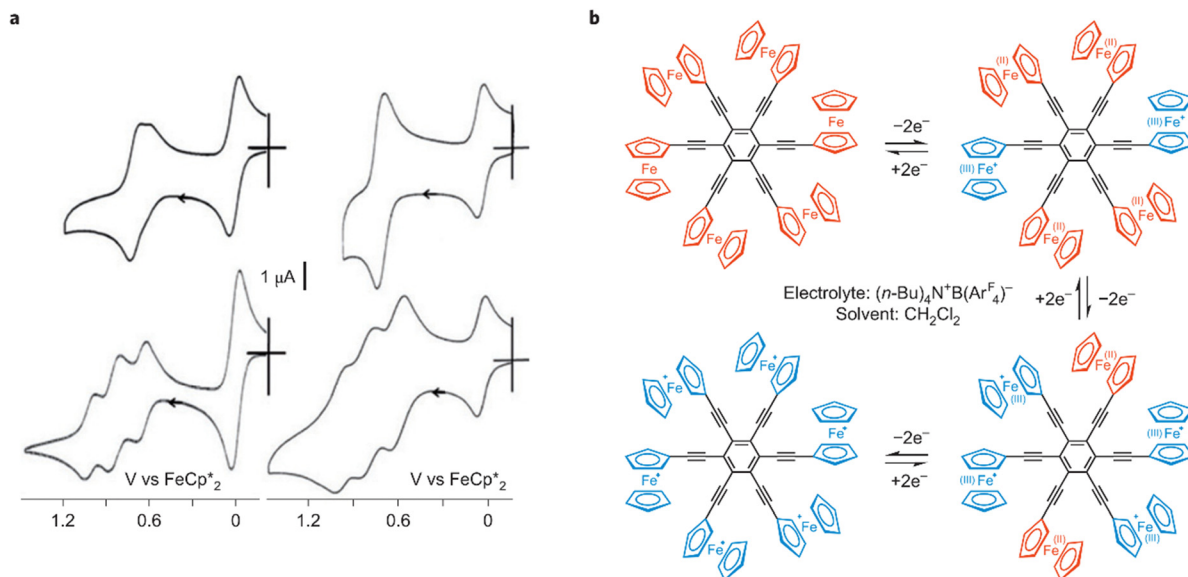 a
1 μA
V vs FeCp*2
V vs FeCp*2
1.2 0.6 0
1.2 0.6 0
b
Fe
Fe
Fe
Fe
Fe
Fe
−2e−
+2e−
(II)
Fe
Fe(II)
(III)Fe+
(III)Fe+
Fe(II)
(II)
Fe
Electrolyte: (n-Bu)4N+B(ArF4)−
Solvent: CH2Cl2
+2e−
−2e−
+Fe
Fe+
Fe+
Fe+
Fe+
+Fe
−2e−
+2e−
+Fe(III)
Fe(II)
(III)Fe+
(III)Fe+
Fe(II)
+Fe(III)